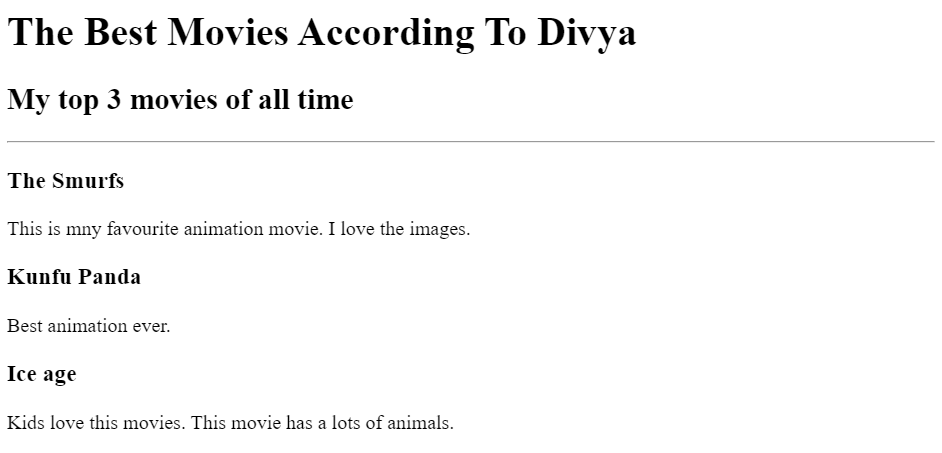 The Best Movies According To Divya
My top 3 movies of all time
The Smurfs
This is mny favourite animation movie. I love the images.
Kunfu Panda
Best animation ever.
Ice age
Kids love this movies. This movie has a lots of animals.